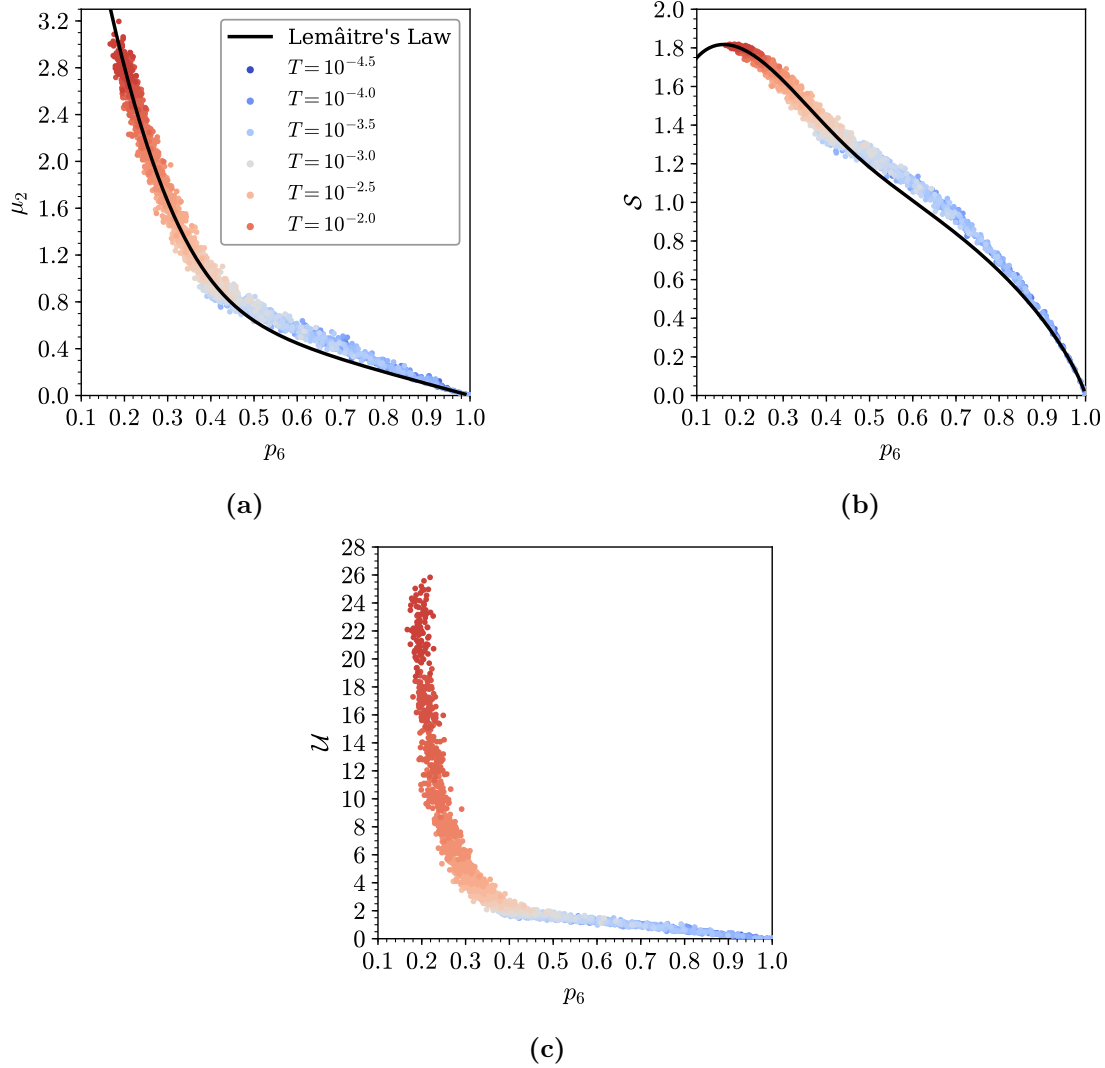 3.2
2.8
2.4
2.0
1.6
1.2
0.8
0.4
0.0
μ₂
0.1 0.2 0.3 0.4 0.5 0.6 0.7 0.8 0.9 1.0
p₆
Lemâitre's Law
T = 10⁻⁴·⁵
T = 10⁻⁴·⁰
T = 10⁻³·⁵
T = 10⁻³·⁰
T = 10⁻²·⁵
T = 10⁻²·⁰
(a)
2.0
1.8
1.6
1.4
1.2
1.0
0.8
0.6
0.4
0.2
0.0
S
0.1 0.2 0.3 0.4 0.5 0.6 0.7 0.8 0.9 1.0
p₆
(b)
28
26
24
22
20
18
16
14
12
10
8
6
4
2
0
U
0.1 0.2 0.3 0.4 0.5 0.6 0.7 0.8 0.9 1.0
p₆
(c)